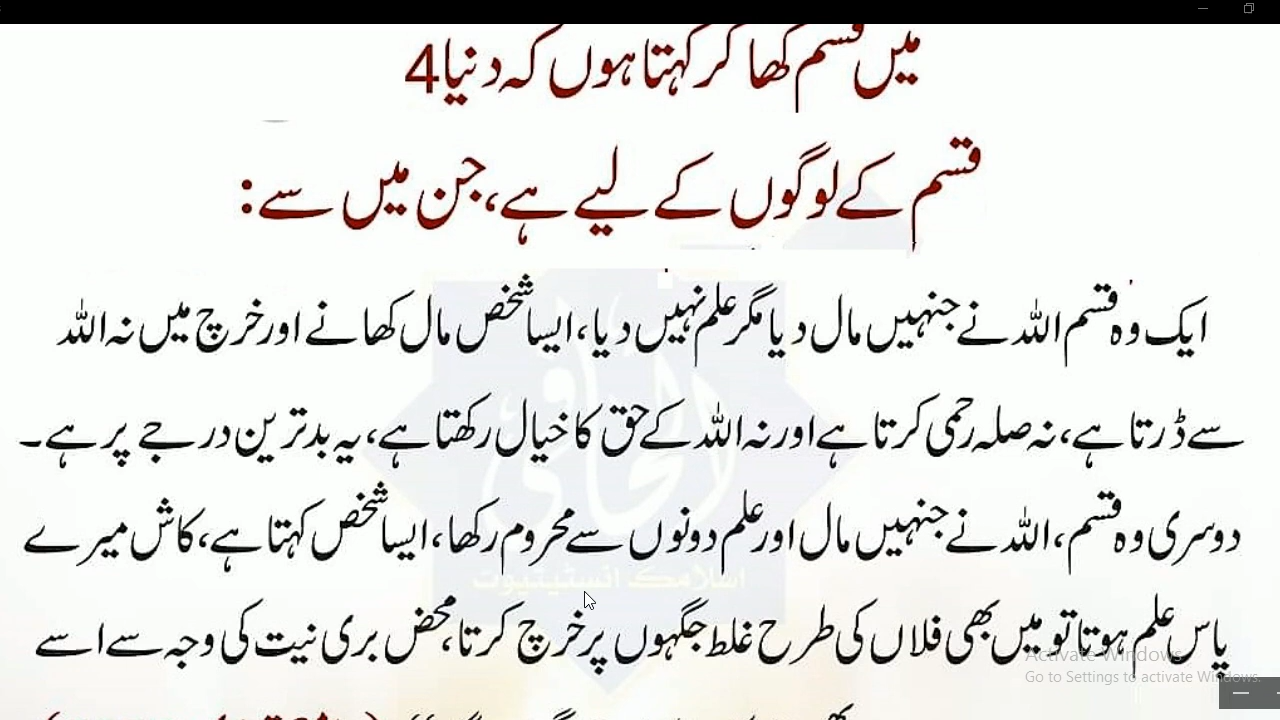 میں قسم کھا کر کہتا ہوں کہ دنیا 4
قسم کے لوگوں کے لیے ہے، جن میں سے:
ایک وہ قسم اللہ نے جنہیں مال دیا مگر علم نہیں دیا، ایسا شخص مال کھانے اور خرچ میں نہ اللہ
سے ڈرتا ہے، نہ صلہ رحمی کرتا ہے اور نہ اللہ کے حق کا خیال رکھتا ہے، یہ بدترین درجے پر ہے۔
دوسری وہ قسم، اللہ نے جنہیں مال اور علم دونوں سے محروم رکھا، ایسا شخص کہتا ہے، کاش میرے
اسلامک انسٹیٹیوٹ
پاس علم ہوتا تو میں بھی فلاں کی طرح غلط جگہوں پر خرچ کرتا، محض بری نیت کی وجہ سے اسے
Activate Windows
Go to Settings to activate Windows.